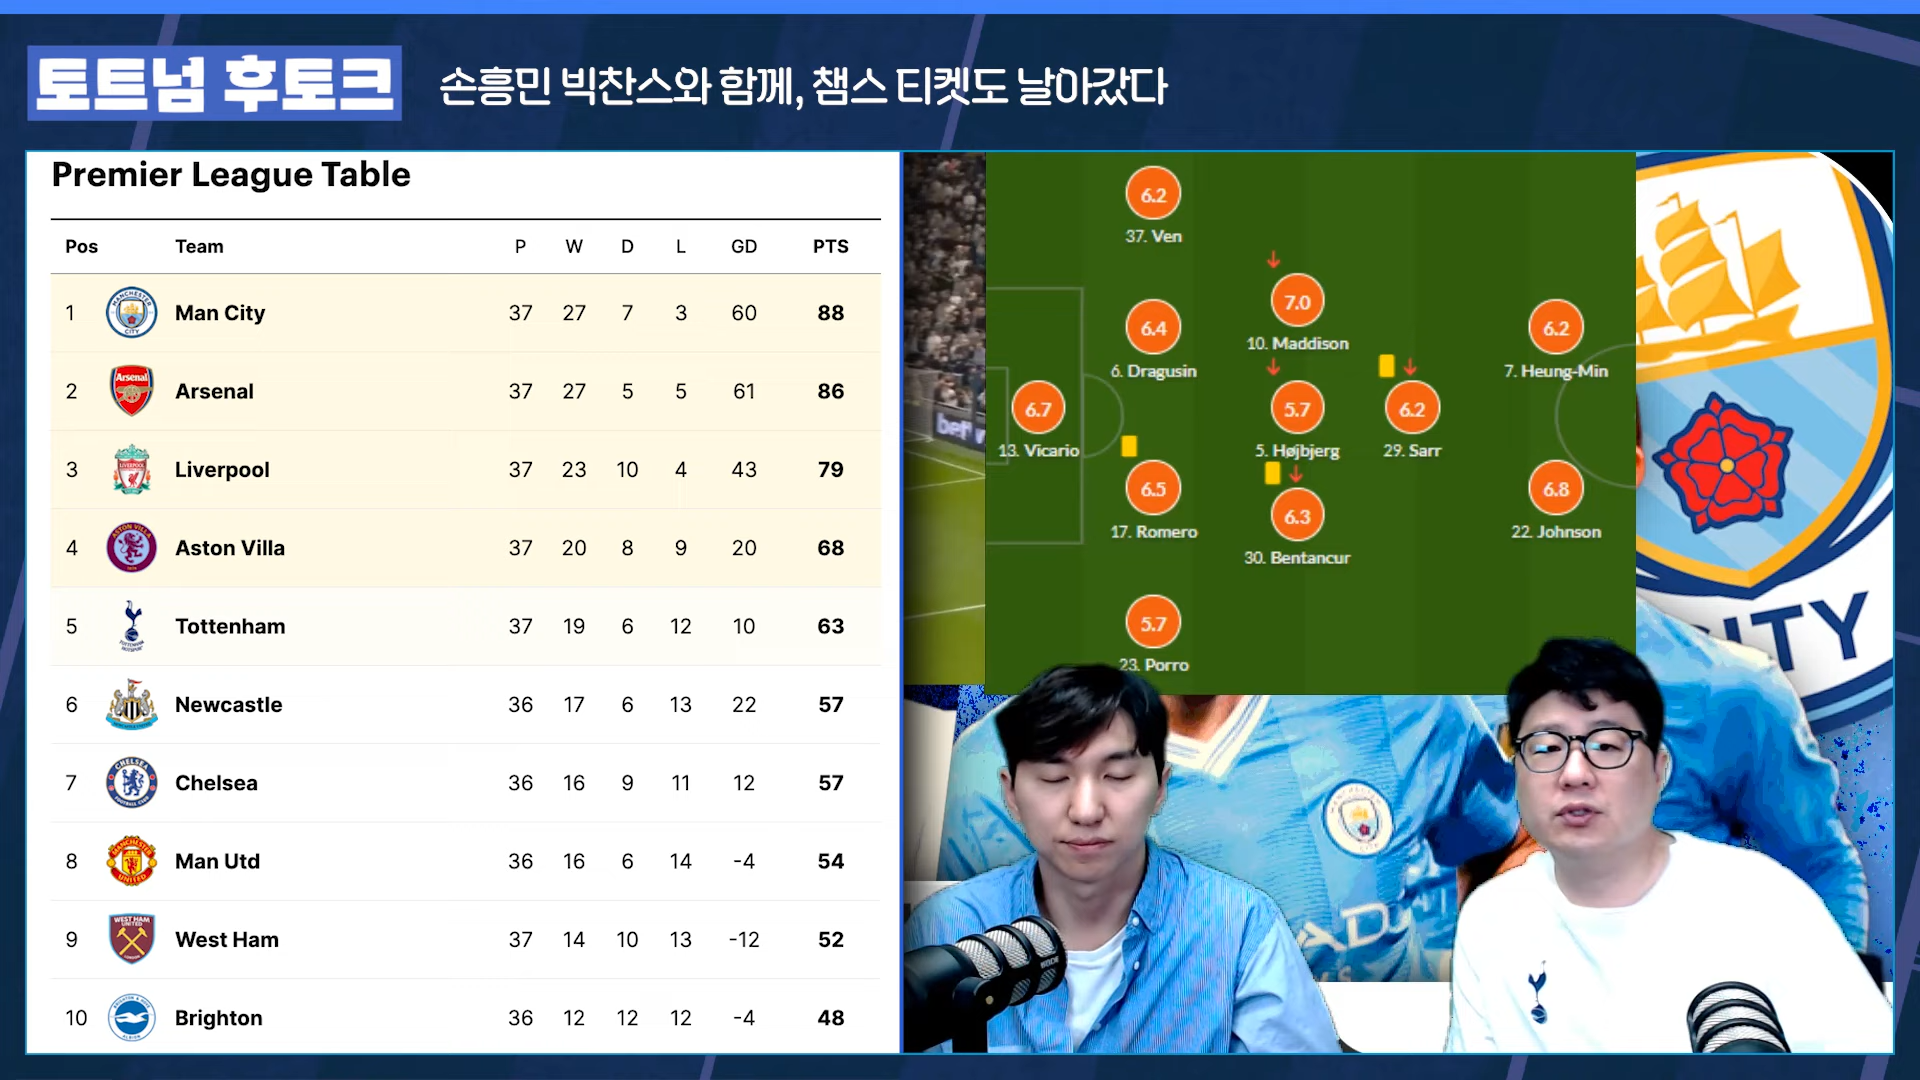 토트넘 후토크
손흥민 빅찬스와 함께, 챔스 티켓도 날아갔다
Premier League Table
Pos Team P W D L GD PTS
1 Man City 37 27 7 3 60 88
2 Arsenal 37 27 5 5 61 86
3 Liverpool 37 23 10 4 43 79
4 Aston Villa 37 20 8 9 20 68
5 Tottenham 37 19 6 12 10 63
6 Newcastle 36 17 6 13 22 57
7 Chelsea 36 16 9 11 12 57
8 Man Utd 36 16 6 14 -4 54
9 West Ham 37 14 10 13 -12 52
10 Brighton 36 12 12 12 -4 48
6.2
37. Ven
7.0
10. Maddison
6.4
6. Dragusin
6.2
7. Heung-Min
6.7
13. Vicario
5.7
5. Højbjerg
6.2
29. Sarr
6.5
17. Romero
6.3
30. Bentancur
6.8
22. Johnson
5.7
23. Porro
CITY